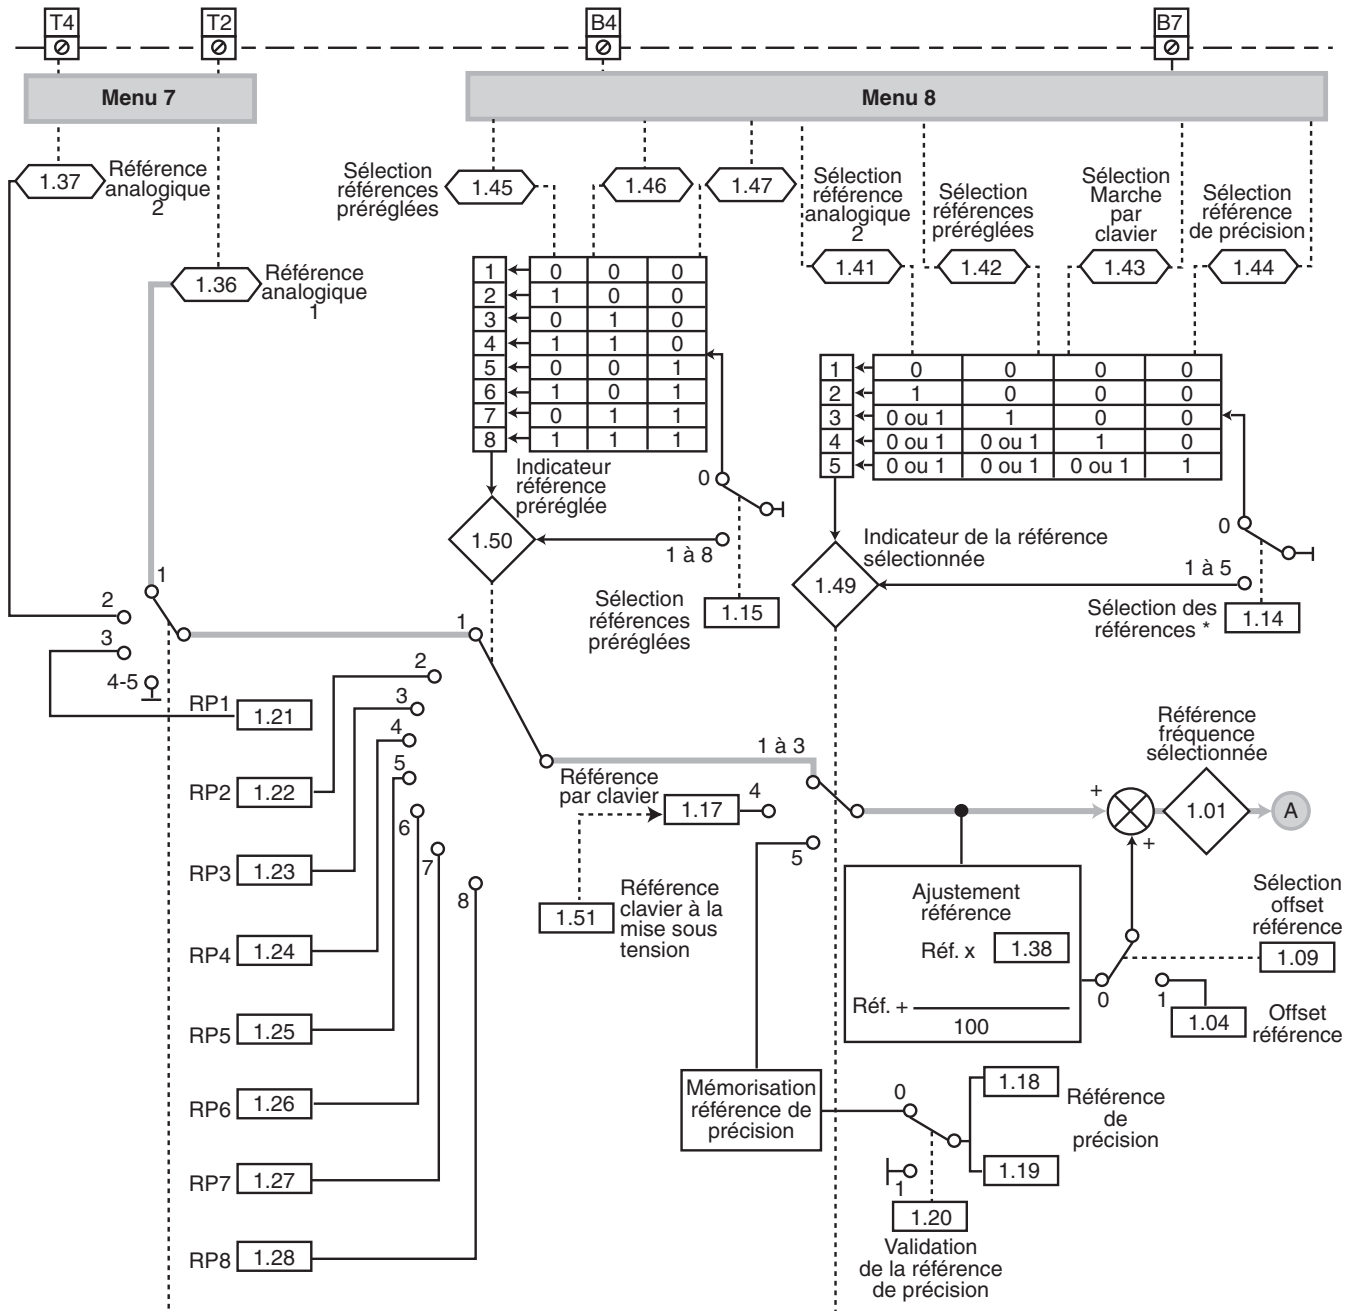 T4 T2 B4 B7
Menu 7 Menu 8
1.37
Référence
analogique
2
1.36
Référence
analogique
1
Sélection
références
préréglées
1.45
1.46
1.47
Sélection
référence
analogique
2
1.41
Sélection
références
préréglées
1.42
Sélection
Marche
par
clavier
1.43
Sélection
référence
de précision
1.44
1 0 0 0
2 1 0 0
3 0 1 0
4 1 1 0
5 0 0 1
6 1 0 1
7 0 1 1
8 1 1 1
1 0 0 0 0
2 1 0 0 0
3 0 ou 1 1 0 0
4 0 ou 1 0 ou 1 1 0
5 0 ou 1 0 ou 1 0 ou 1 1
Indicateur
référence
préréglée
1.50
0
1 à 8
Sélection
références
préréglées
1.15
Indicateur de la référence
sélectionnée
1.49
0
1 à 5
Sélection des
références *
1.14
1
2
3
4-5
1
2
3
4
5
6
7
8
RP1 1.21
RP2 1.22
RP3 1.23
RP4 1.24
RP5 1.25
RP6 1.26
RP7 1.27
RP8 1.28
1 à 3
Référence
par clavier
1.17
4
5
1.51
Référence
clavier à la
mise sous
tension
Référence
fréquence
sélectionnée
+
+
1.01
A
Ajustement
référence
Réf. x 1.38
Réf. +
100
0
1
Sélection
offset
référence
1.09
1.04
Offset
référence
Mémorisation
référence de
précision
0
1
1.18
1.19
Référence
de
précision
1.20
Validation
de la référence
de précision